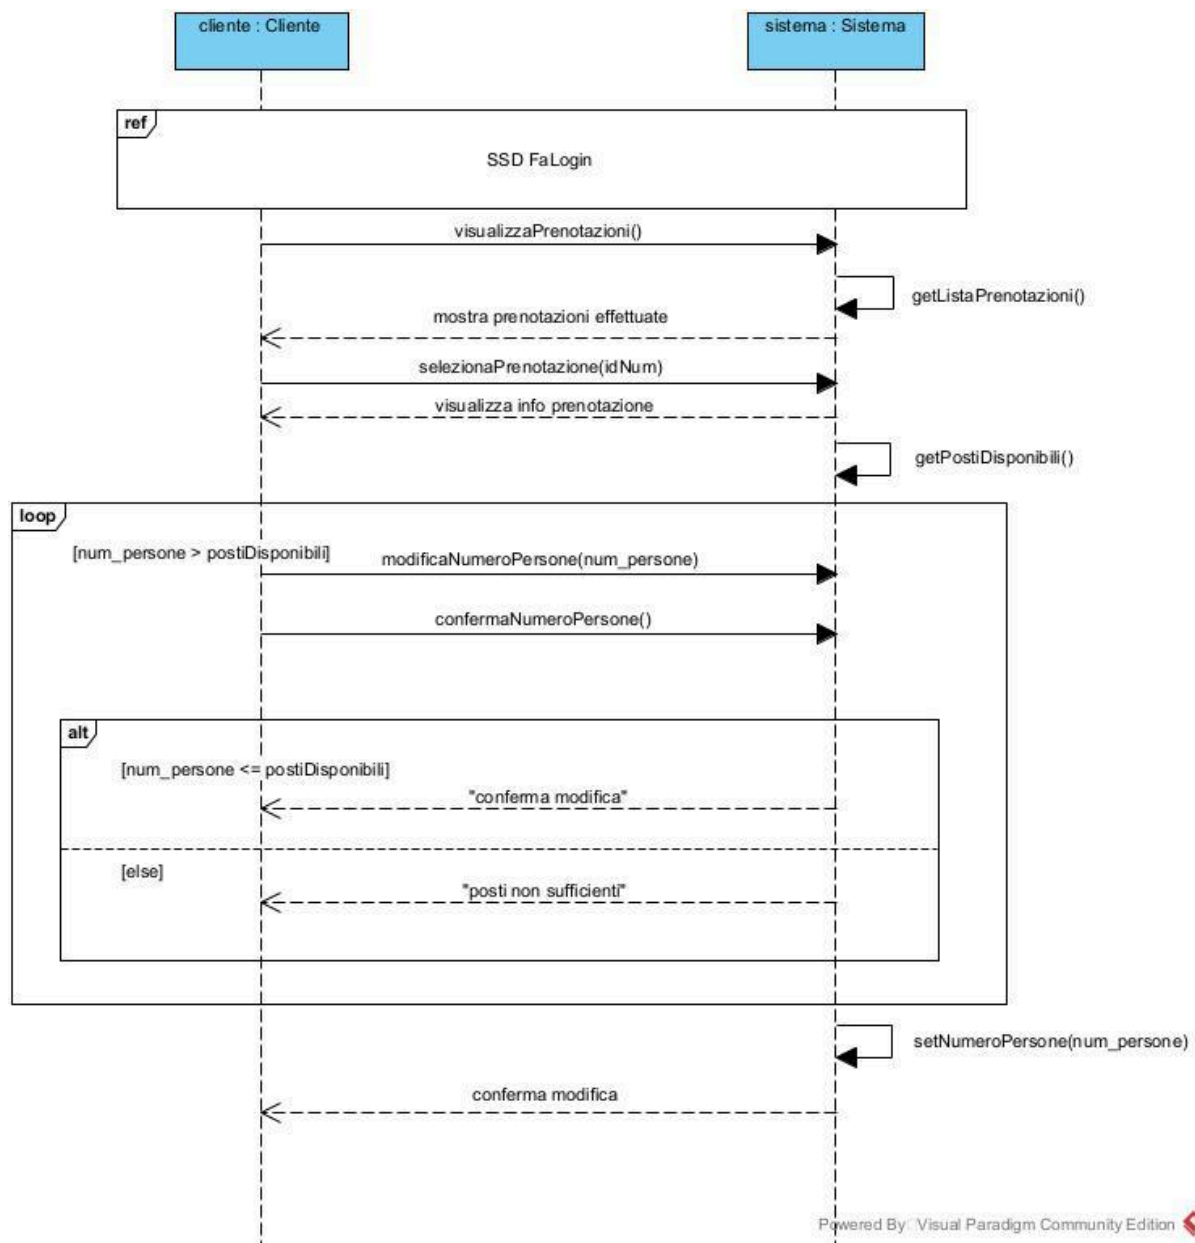 cliente : Cliente
sistema : Sistema
ref
SSD FaLogin
visualizzaPrenotazioni()
getListaPrenotazioni()
mostra prenotazioni effettuate
selezionaPrenotazione(idNum)
visualizza info prenotazione
getPostiDisponibili()
loop
[num_persone > postiDisponibili]
modificaNumeroPersone(num_persone)
confermaNumeroPersone()
alt
[num_persone <= postiDisponibili]
"conferma modifica"
[else]
"posti non sufficienti"
setNumeroPersone(num_persone)
conferma modifica
Powered By Visual Paradigm Community Edition